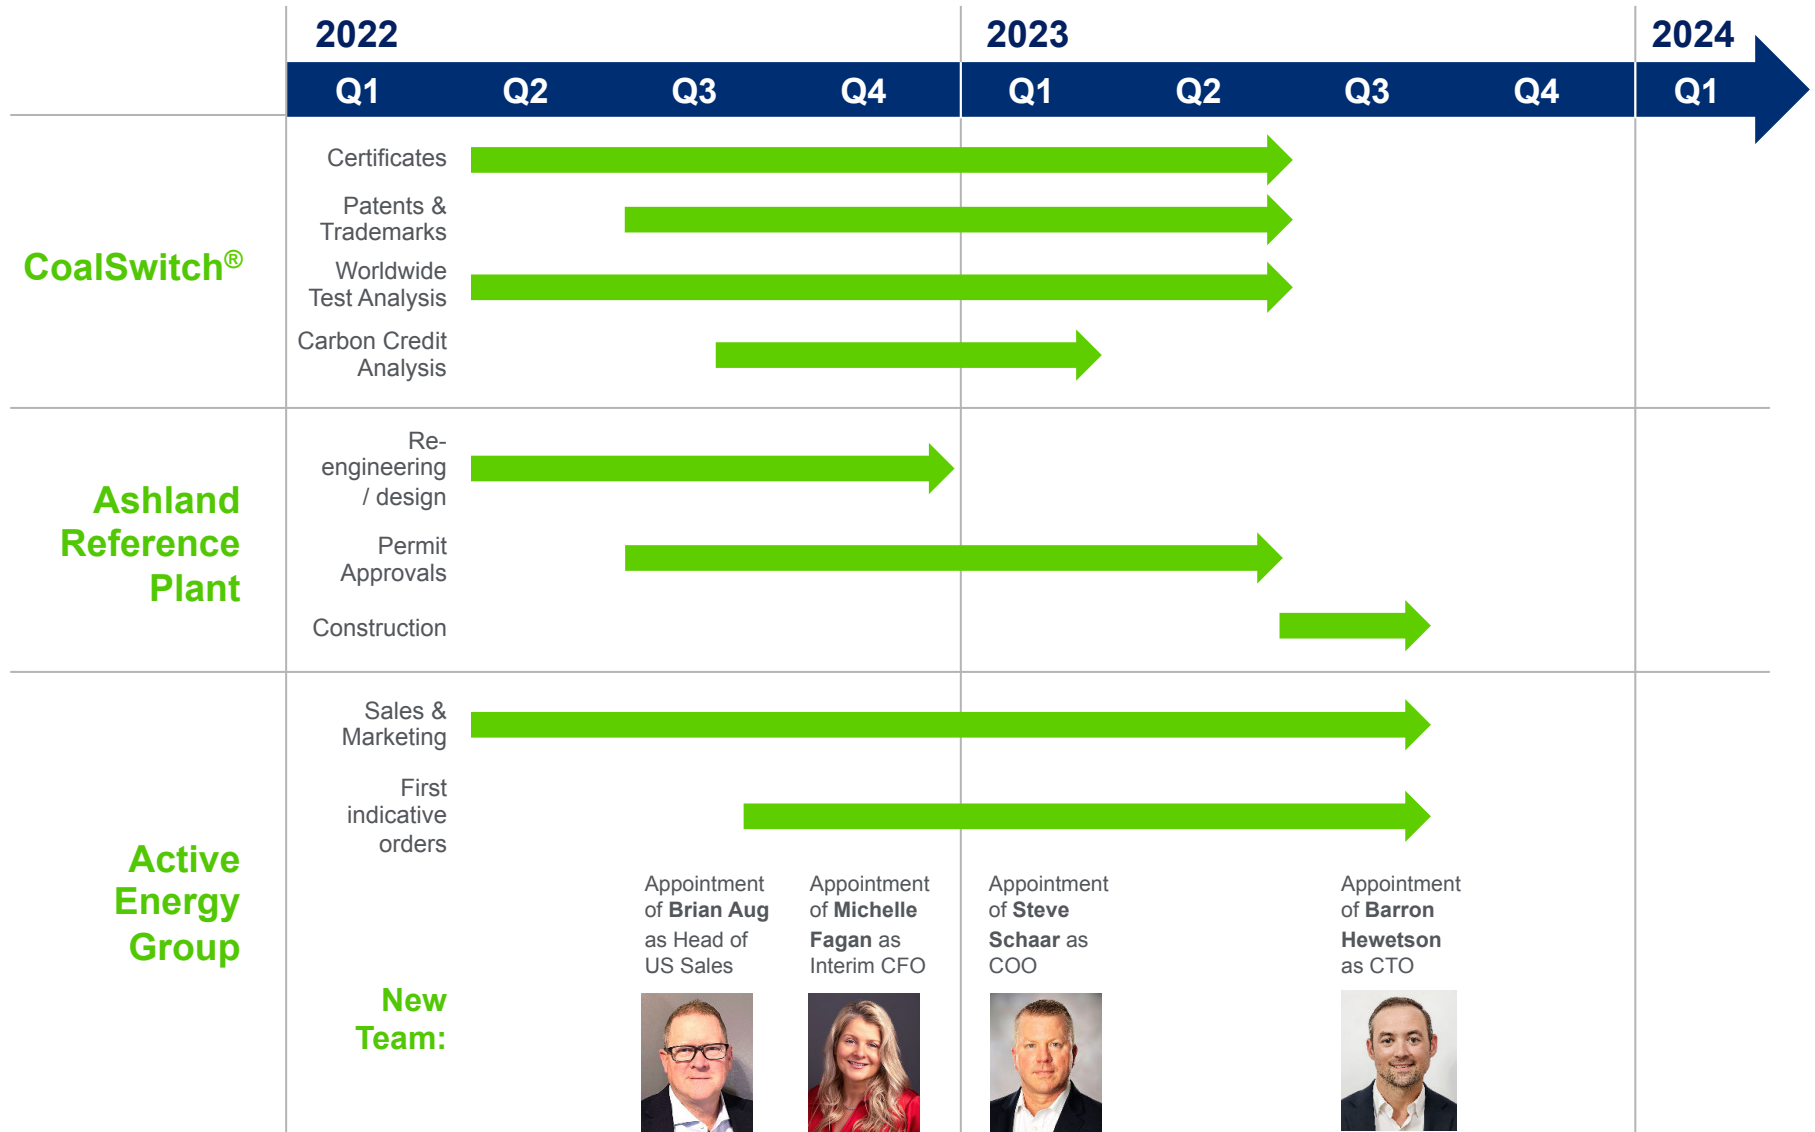 2022
2023
2024
Q1
Q2
Q3
Q4
Q1
Q2
Q3
Q4
Q1
CoalSwitch®
Certificates
Patents &
Trademarks
Worldwide
Test Analysis
Carbon Credit
Analysis
Ashland
Reference
Plant
Re-
engineering
/ design
Permit
Approvals
Construction
Active
Energy
Group
Sales &
Marketing
First
indicative
orders
New
Team:
Appointment
of Brian Aug
as Head of
US Sales
Appointment
of Michelle
Fagan as
Interim CFO
Appointment
of Steve
Schaar as
COO
Appointment
of Barron
Hewetson
as CTO